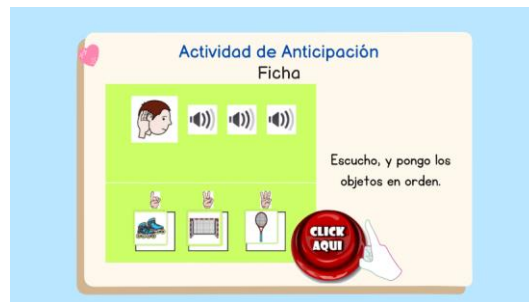 Actividad de Anticipación
Ficha
Escucho, y pongo los
objetos en orden.
CLICK
AQUI